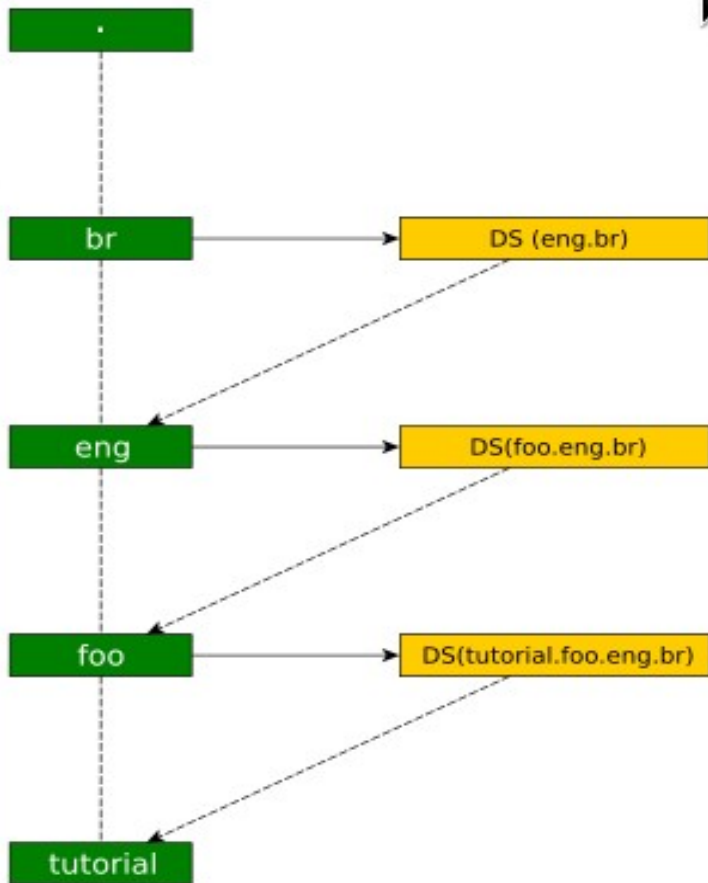 .
br
DS (eng.br)
eng
DS(foo.eng.br)
foo
DS(tutorial.foo.eng.br)
tutorial